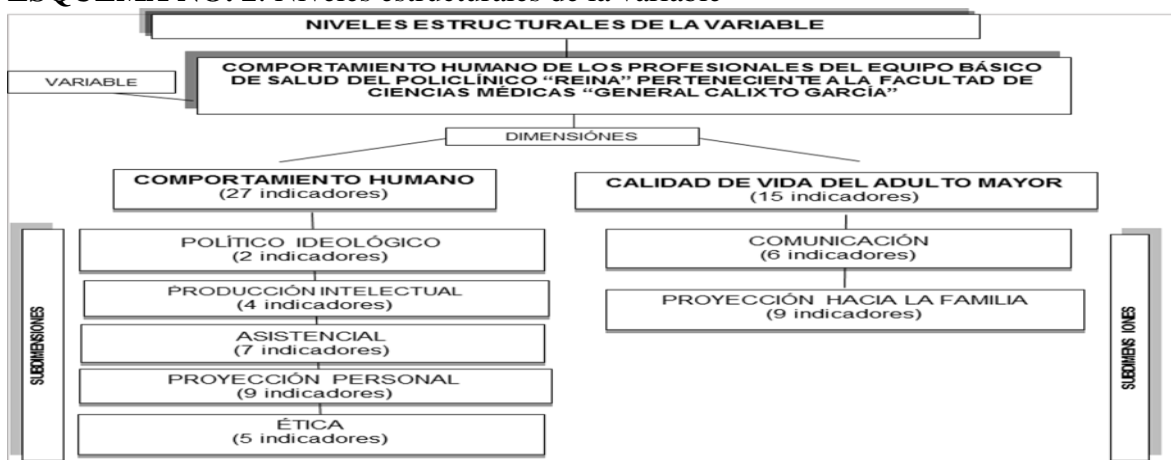 ESQUEMA NO. 2. Niveles estructurales de la variable
NIVELES ESTRUCTURALES DE LA VARIABLE
VARIABLE
COMPORTAMIENTO HUMANO DE LOS PROFESIONALES DEL EQUIPO BÁSICO
DE SALUD DEL POLICLÍNICO “REINA” PERTENECIENTE A LA FACULTAD DE
CIENCIAS MÉDICAS “GENERAL CALIXTO GARCÍA”
DIMENSIÓNES
COMPORTAMIENTO HUMANO
(27 indicadores)
CALIDAD DE VIDA DEL ADULTO MAYOR
(15 indicadores)
SUBDIMENSIONES
POLÍTICO IDEOLÓGICO
(2 indicadores)
PRODUCCIÓN INTELECTUAL
(4 indicadores)
ASISTENCIAL
(7 indicadores)
PROYECCIÓN PERSONAL
(9 indicadores)
ÉTICA
(5 indicadores)
COMUNICACIÓN
(6 indicadores)
PROYECCIÓN HACIA LA FAMILIA
(9 indicadores)
SUBDIMENS IONES